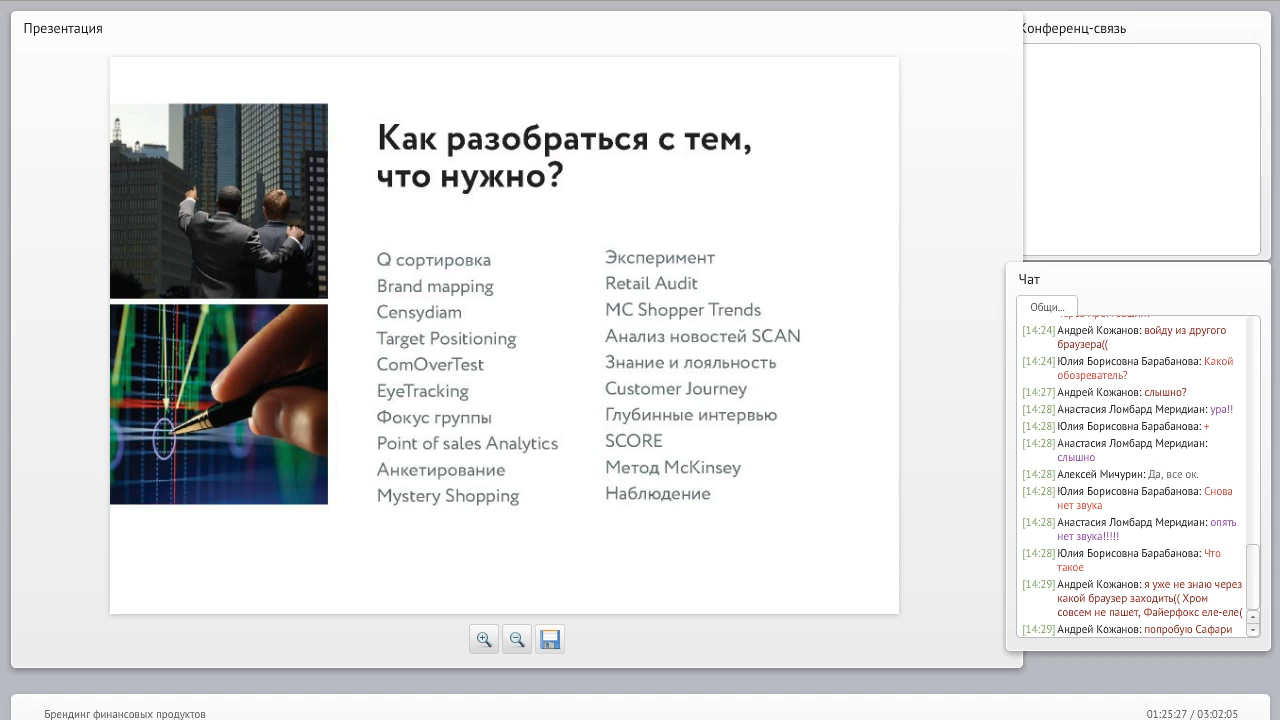 Презентация
Как разобраться с тем,
что нужно?
Q сортировка
Brand mapping
Censydiam
Target Positioning
ComOverTest
EyeTracking
Фокус группы
Point of sales Analytics
Анкетирование
Mystery Shopping
Эксперимент
Retail Audit
MC Shopper Trends
Анализ новостей SCAN
Знание и лояльность
Customer Journey
Глубинные интервью
SCORE
Метод McKinsey
Наблюдение
Конференц-связь
Чат
Общи...
[14:24] Андрей Кожанов: войду из другого
браузера((
[14:24] Юлия Борисовна Барабанова: Какой
обозреватель?
[14:27] Андрей Кожанов: слышно?
[14:28] Анастасия Ломбард Меридиан: ура!!
[14:28] Юлия Борисовна Барабанова: +
[14:28] Анастасия Ломбард Меридиан:
слышно
[14:28] Алексей Мичурин: Да, все ок.
[14:28] Юлия Борисовна Барабанова: Снова
нет звука
[14:28] Анастасия Ломбард Меридиан: опять
нет звука!!!!!
[14:28] Юлия Борисовна Барабанова: Что
такое
[14:29] Андрей Кожанов: я уже не знаю через
какой браузер заходить(( Хром
совсем не пашет, Файерфокс еле-еле(
[14:29] Андрей Кожанов: попробую Сафари
Брендинг финансовых продуктов
01:25:27 / 03:02:05